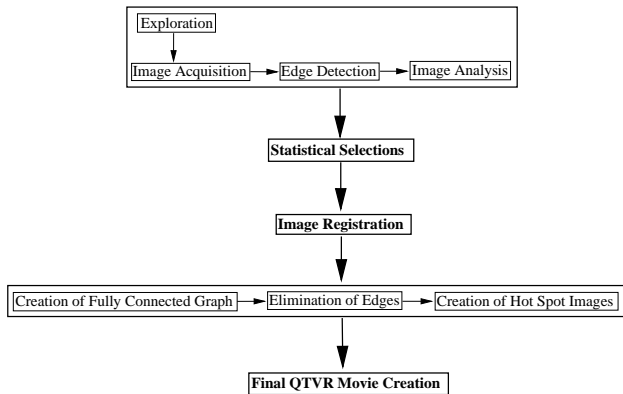 Exploration
Image Acquisition
Edge Detection
Image Analysis
Statistical Selections
Image Registration
Creation of Fully Connected Graph
Elimination of Edges
Creation of Hot Spot Images
Final QTVR Movie Creation